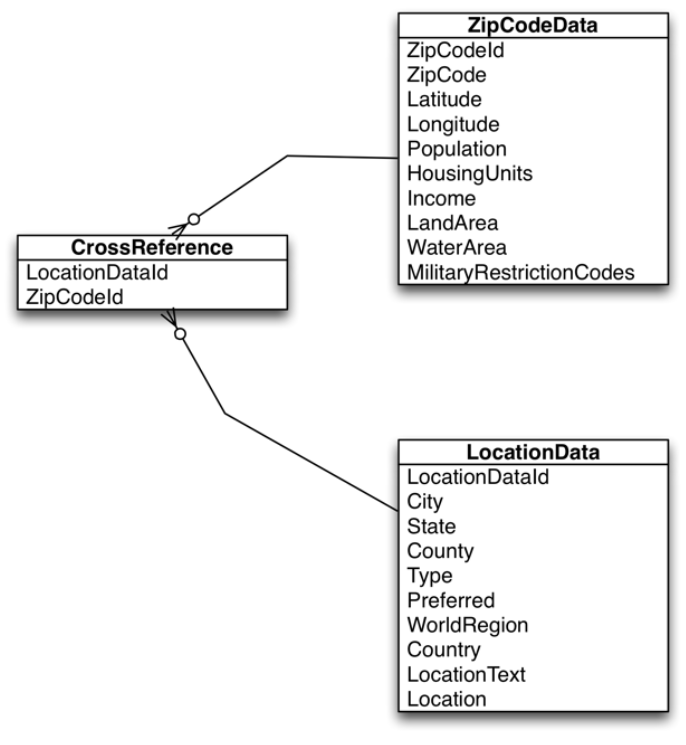 ZipCodeData
ZipCodeId
ZipCode
Latitude
Longitude
Population
HousingUnits
Income
LandArea
WaterArea
MilitaryRestrictionCodes
CrossReference
LocationDataId
ZipCodeId
LocationData
LocationDataId
City
State
County
Type
Preferred
WorldRegion
Country
LocationText
Location